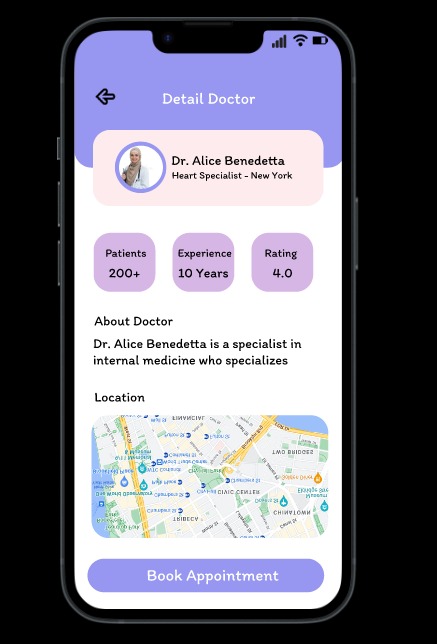 Detail Doctor
Dr. Alice Benedetta
Heart Specialist - New York
Patients
200+
Experience
10 Years
Rating
4.0
About Doctor
Dr. Alice Benedetta is a specialist in
internal medicine who specializes
Location
FINANCIAL
TWO BRIDGES
CIVIC CENTER
CHINATOWN
TRIBECA
Book Appointment